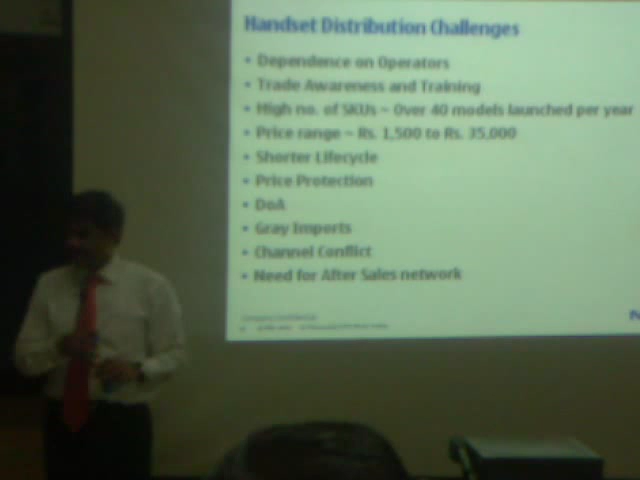 Handset Distribution Challenges
• Dependence on Operators
• Trade Awareness and Training
• High no. of SKUs ~ Over 40 models launched per year
• Price range ~ Rs. 1,500 to Rs. 35,000
• Shorter Lifecycle
• Price Protection
• DoA
• Gray Imports
• Channel Conflict
• Need for After Sales network